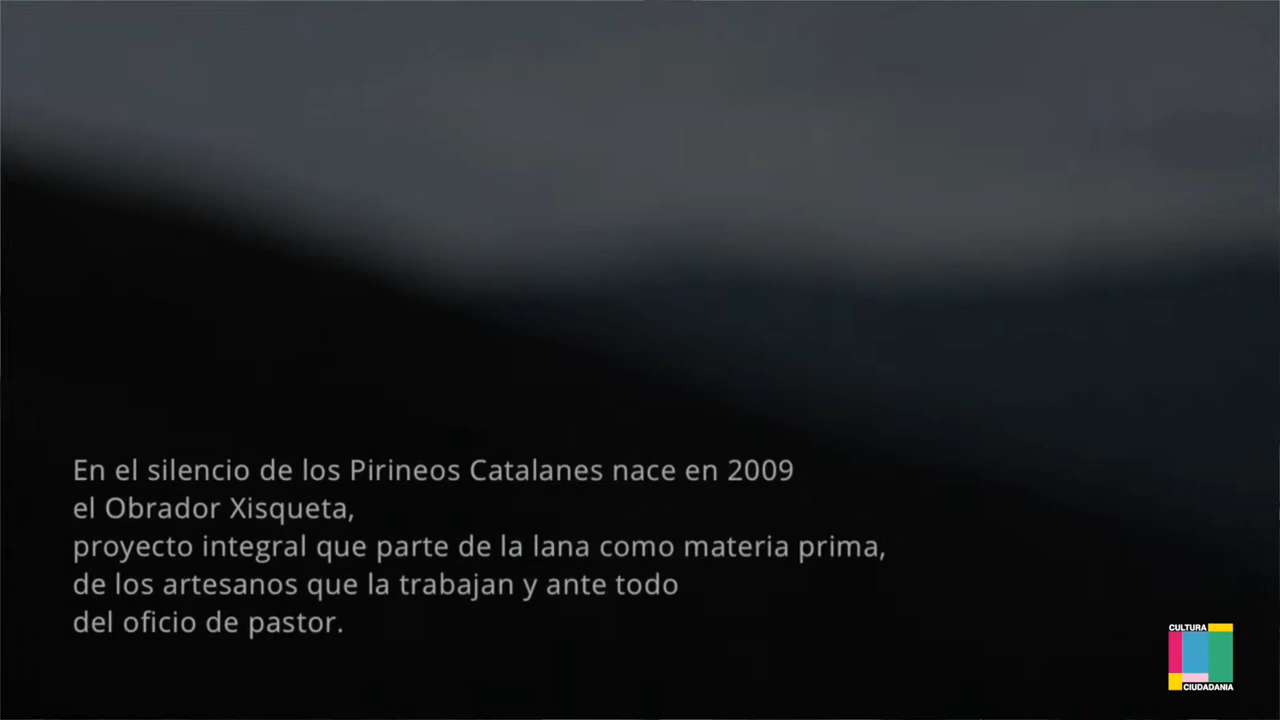 En el silencio de los Pirineos Catalanes nace en 2009
el Obrador Xisqueta,
proyecto integral que parte de la lana como materia prima,
de los artesanos que la trabajan y ante todo
del oficio de pastor.
CULTURA
CIUDADANIA